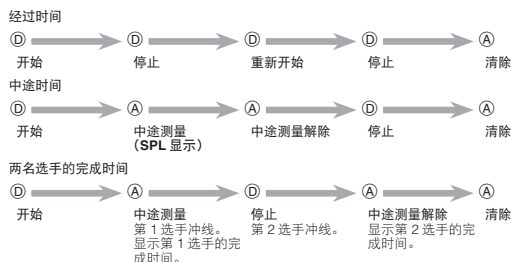 经过时间
Ⓓ Ⓓ Ⓓ Ⓓ Ⓐ
开始 停止 重新开始 停止 清除
中途时间
Ⓓ Ⓐ Ⓐ Ⓓ Ⓐ
开始 中途测量 中途测量解除 停止 清除
（SPL 显示）
两名选手的完成时间
Ⓓ Ⓐ Ⓓ Ⓐ Ⓐ
开始 中途测量 停止 中途测量解除 清除
第 1 选手冲线。 第 2 选手冲线。 显示第 2 选手的完
显示第 1 选手的完 成时间。
成时间。